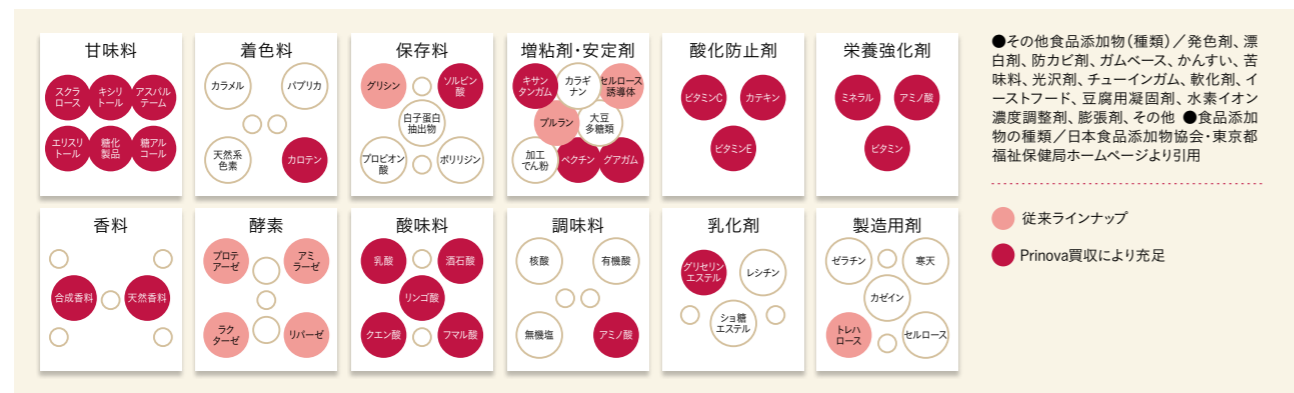 甘味料
スクラ
ロース
キシリ
トール
アスパル
テーム
エリスリ
トール
糖化
製品
糖アル
コール
着色料
カラメル
パプリカ
天然系
色素
カロテン
保存料
グリシン
ソルビン
酸
白子蛋白
抽出物
プロピオン
酸
ポリリジン
増粘剤・安定剤
キサン
タンガム
カラギ
ナン
セルロース
誘導体
プルラン
大豆
多糖類
加工
でん粉
ペクチン
グアガム
酸化防止剤
ビタミンC
カテキン
ビタミンE
栄養強化剤
ミネラル
アミノ酸
ビタミン
香料
合成香料
天然香料
酵素
プロテ
アーゼ
アミ
ラーゼ
ラク
ターゼ
リパーゼ
酸味料
乳酸
酒石酸
リンゴ酸
クエン酸
フマル酸
調味料
核酸
有機酸
無機塩
アミノ酸
乳化剤
グリセリン
エステル
レシチン
ショ糖
エステル
製造用剤
ゼラチン
寒天
カゼイン
トレハ
ロース
セルロース
●その他食品添加物(種類)/発色剤、漂
白剤、防カビ剤、ガムベース、かんすい、苦
味料、光沢剤、チューインガム、軟化剤、イ
ーストフード、豆腐用凝固剤、水素イオン
濃度調整剤、膨張剤、その他 ●食品添加
物の種類/日本食品添加物協会・東京都
福祉保健局ホームページより引用
従来ラインナップ
Prinova買収により充足